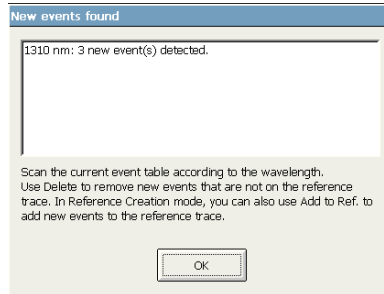 New events found
1310 nm: 3 new event(s) detected.
Scan the current event table according to the wavelength.
Use Delete to remove new events that are not on the reference
trace. In Reference Creation mode, you can also use Add to Ref. to
add new events to the reference trace.
OK